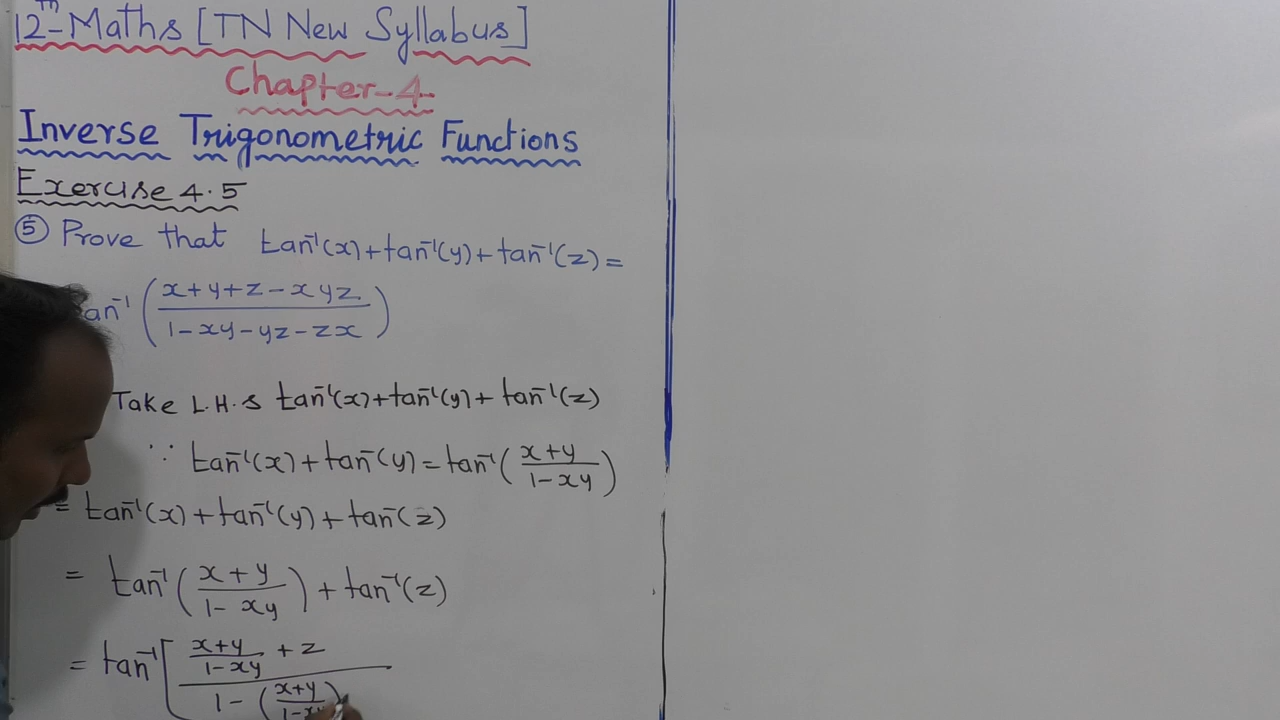 12th-Maths [TN New Syllabus]
Chapter-4
Inverse Trigonometric Functions
Exercise 4.5
⑤ Prove that tan⁻¹(x)+tan⁻¹(y)+tan⁻¹(z)=
tan⁻¹((x+y+z-xyz)/(1-xy-yz-zx))
Take L.H.S tan⁻¹(x)+tan⁻¹(y)+tan⁻¹(z)
∵ tan⁻¹(x)+tan⁻(y)=tan⁻¹((x+y)/(1-xy))
= tan⁻¹(x)+tan⁻¹(y)+tan⁻(z)
= tan⁻¹((x+y)/(1-xy))+tan⁻¹(z)
= tan⁻¹[((x+y)/(1-xy)+z)/(1-((x+y)/(1-xy))